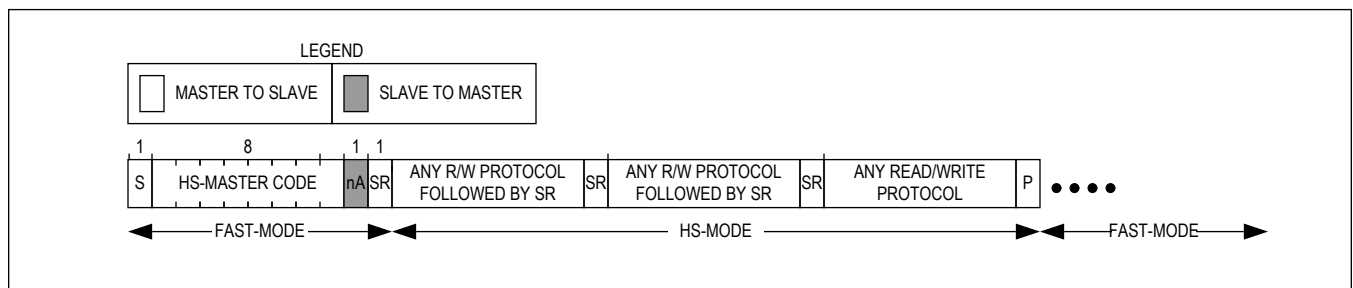 LEGEND
MASTER TO SLAVE
SLAVE TO MASTER
1 8 1 1
S HS-MASTER CODE nA SR ANY R/W PROTOCOL FOLLOWED BY SR SR ANY R/W PROTOCOL FOLLOWED BY SR SR ANY READ/WRITE PROTOCOL P
FAST-MODE HS-MODE FAST-MODE